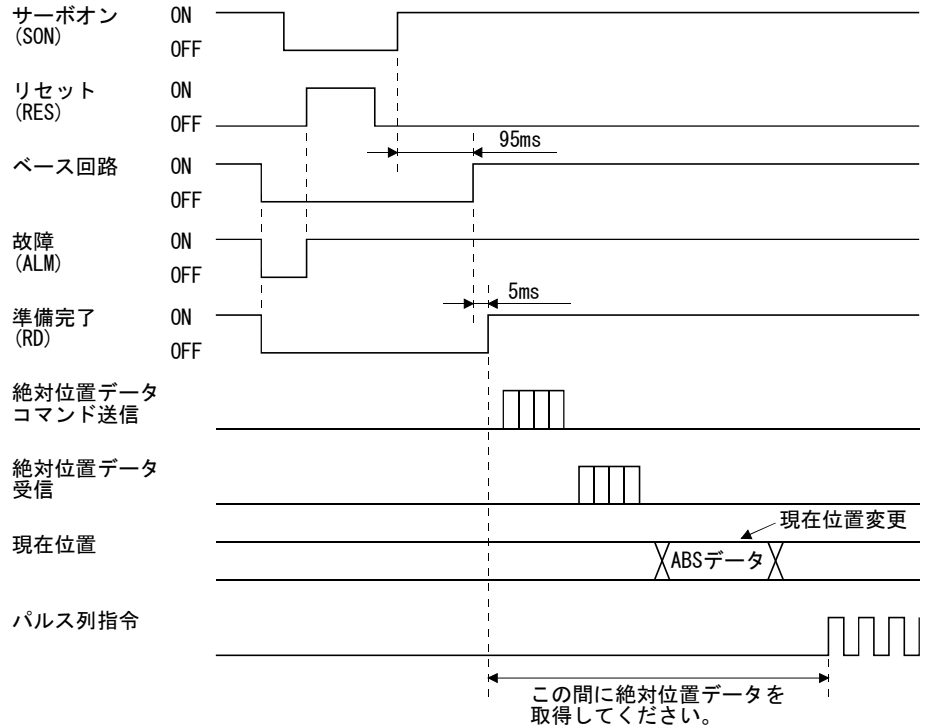 サーボオン ON
(SON) OFF
リセット ON
(RES) OFF
95ms
ベース回路 ON
OFF
故障 ON
(ALM) OFF
5ms
準備完了 ON
(RD) OFF
絶対位置データ
コマンド送信
絶対位置データ
受信
現在位置変更
現在位置
ABSデータ
パルス列指令
この間に絶対位置データを
取得してください。